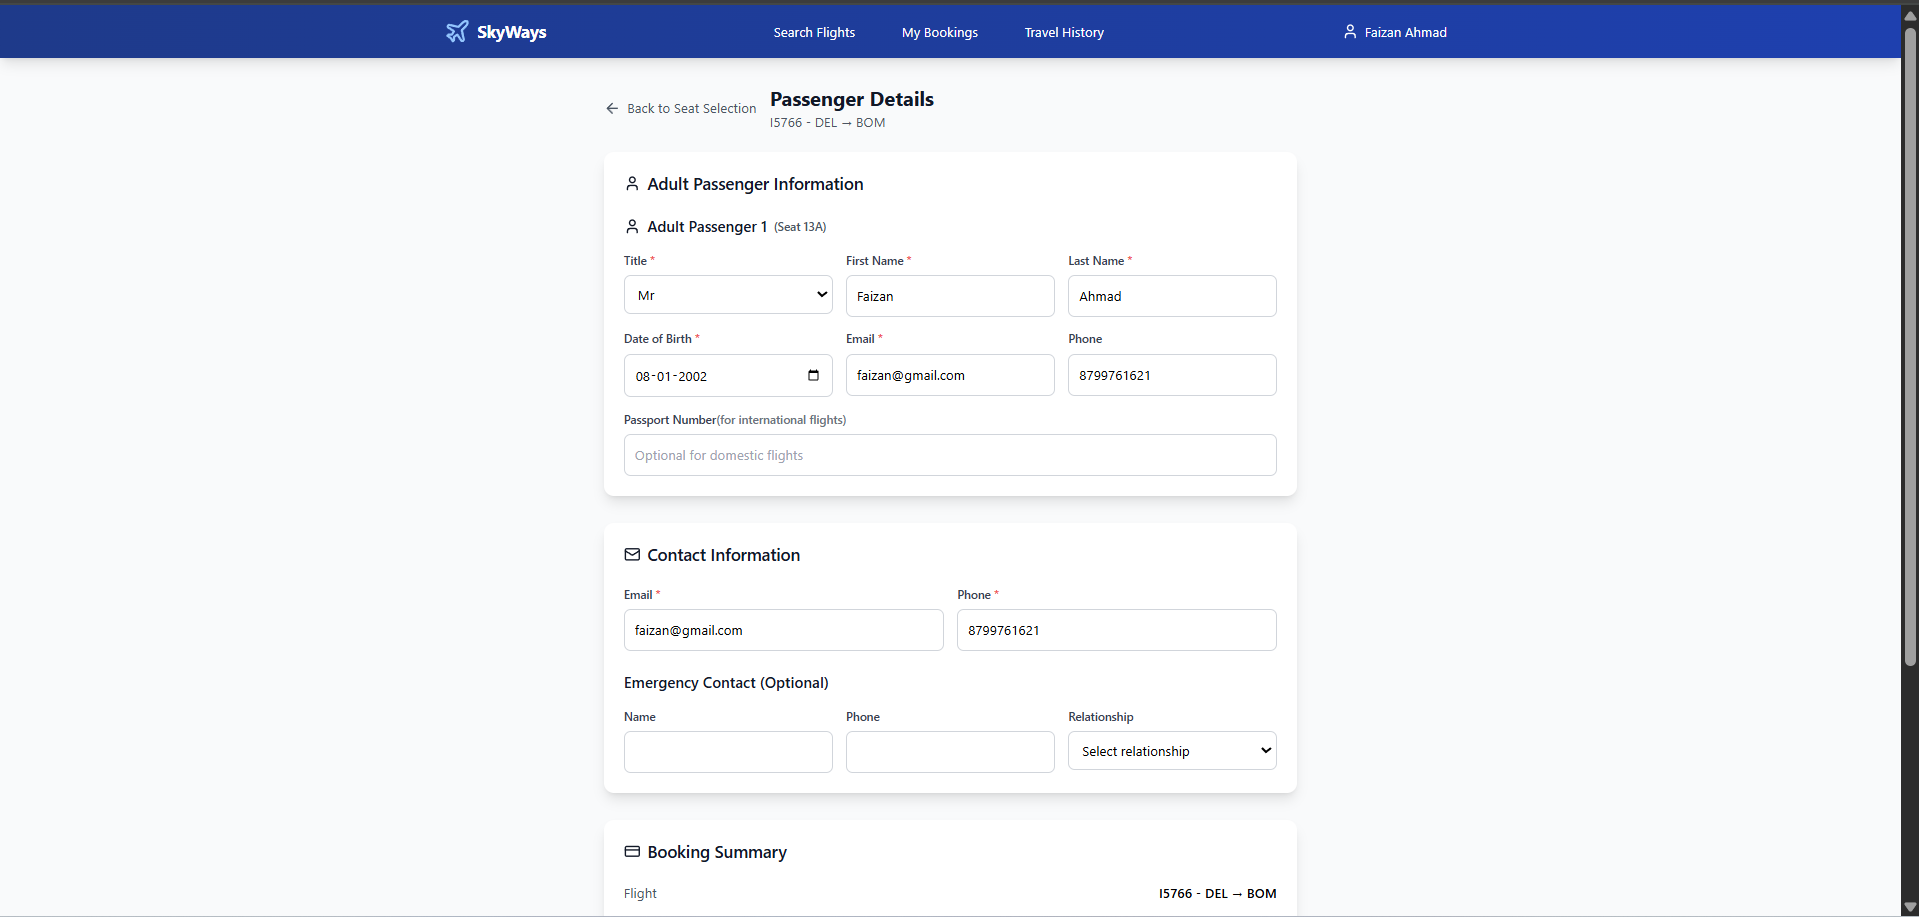 SkyWays
Search Flights
My Bookings
Travel History
Faizan Ahmad
Back to Seat Selection
Passenger Details
I5766 - DEL → BOM
Adult Passenger Information
Adult Passenger 1 (Seat 13A)
Title *
First Name *
Last Name *
Mr
Faizan
Ahmad
Date of Birth *
Email *
Phone
08-01-2002
faizan@gmail.com
8799761621
Passport Number(for international flights)
Optional for domestic flights
Contact Information
Email *
Phone *
faizan@gmail.com
8799761621
Emergency Contact (Optional)
Name
Phone
Relationship
Select relationship
Booking Summary
Flight
I5766 - DEL → BOM